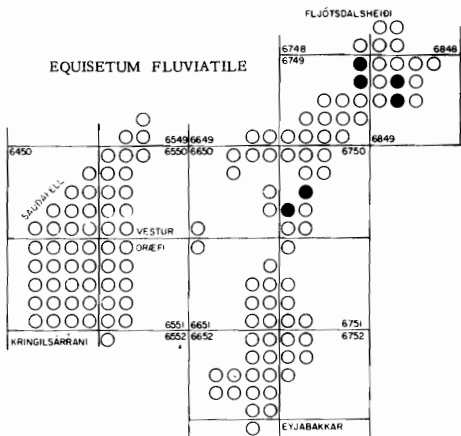 FLJÓTSDALSHEIÐI
6748
6749
6848
EQUISETUM FLUVIATILE
6549 6649
6849
6450
6550 6650
6750
SAUÐAFELL
VESTUR
ÖRÆFI
6551 6651
6751
KRINGILSÁRRANI
6552 6652
6752
EYJABAKKAR